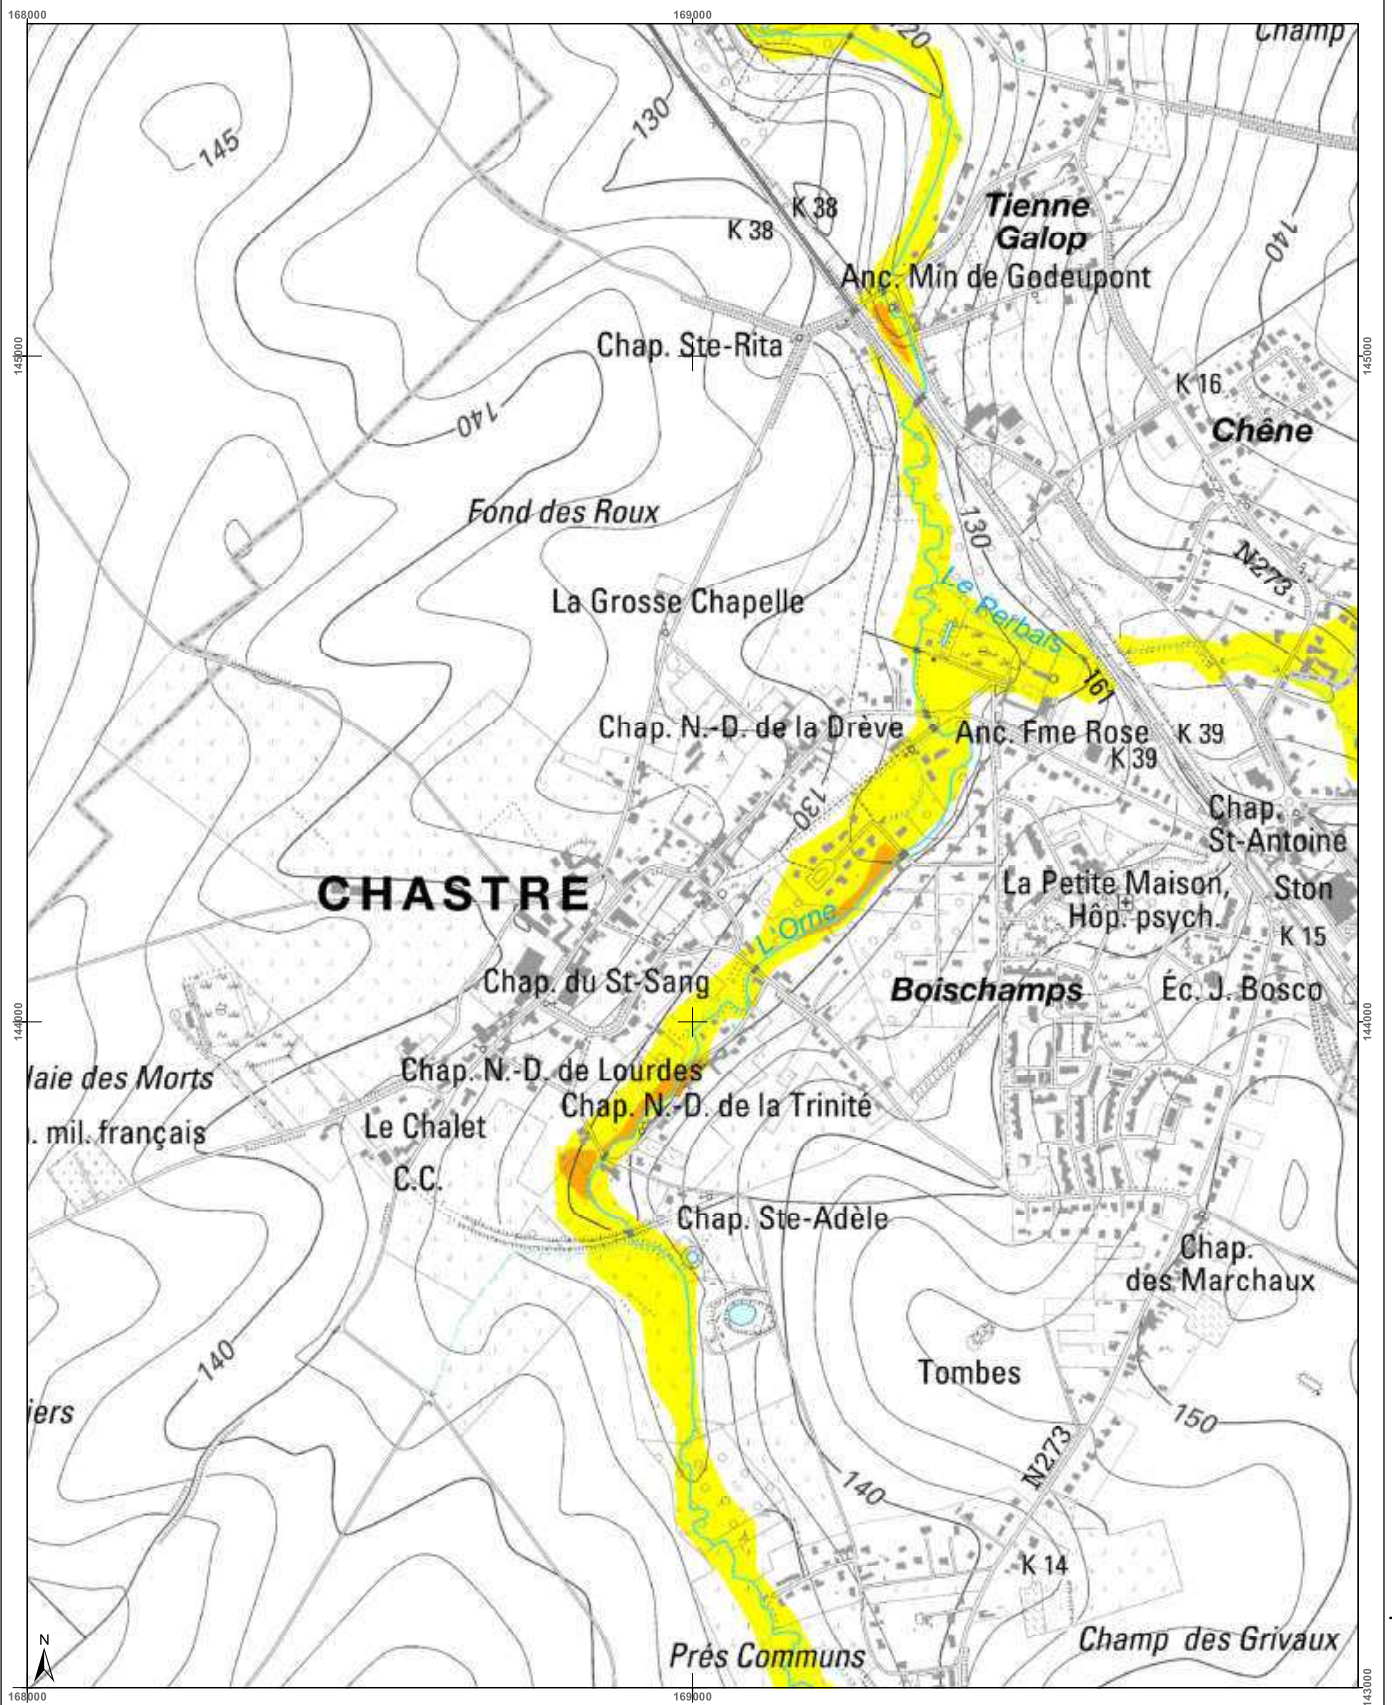 168000
169000
120
Champ
130
145
K 38
K 38
Tienne
Galop
140
Anc. Min de Godeupont
Chap. Ste-Rita
145000
145000
K 16
140
Chêne
Fond des Roux
130
N273
Le Perbais
La Grosse Chapelle
161
Chap. N.-D. de la Drève
Anc. Fme Rose
K 39
K 39
130
Chap.
St-Antoine
CHASTRE
La Petite Maison,
Hôp. psych.
Ston
L'Orne
K 15
Chap. du St-Sang
Boischamps
Éc. J. Bosco
144000
144000
laie des Morts
Chap. N.-D. de Lourdes
Chap. N.-D. de la Trinité
. mil. français
Le Chalet
C.C.
Chap. Ste-Adèle
Chap.
des Marchaux
140
Tombes
iers
150
N273
140
K 14
Prés Communs
Champ des Grivaux
N
168000
169000
143000